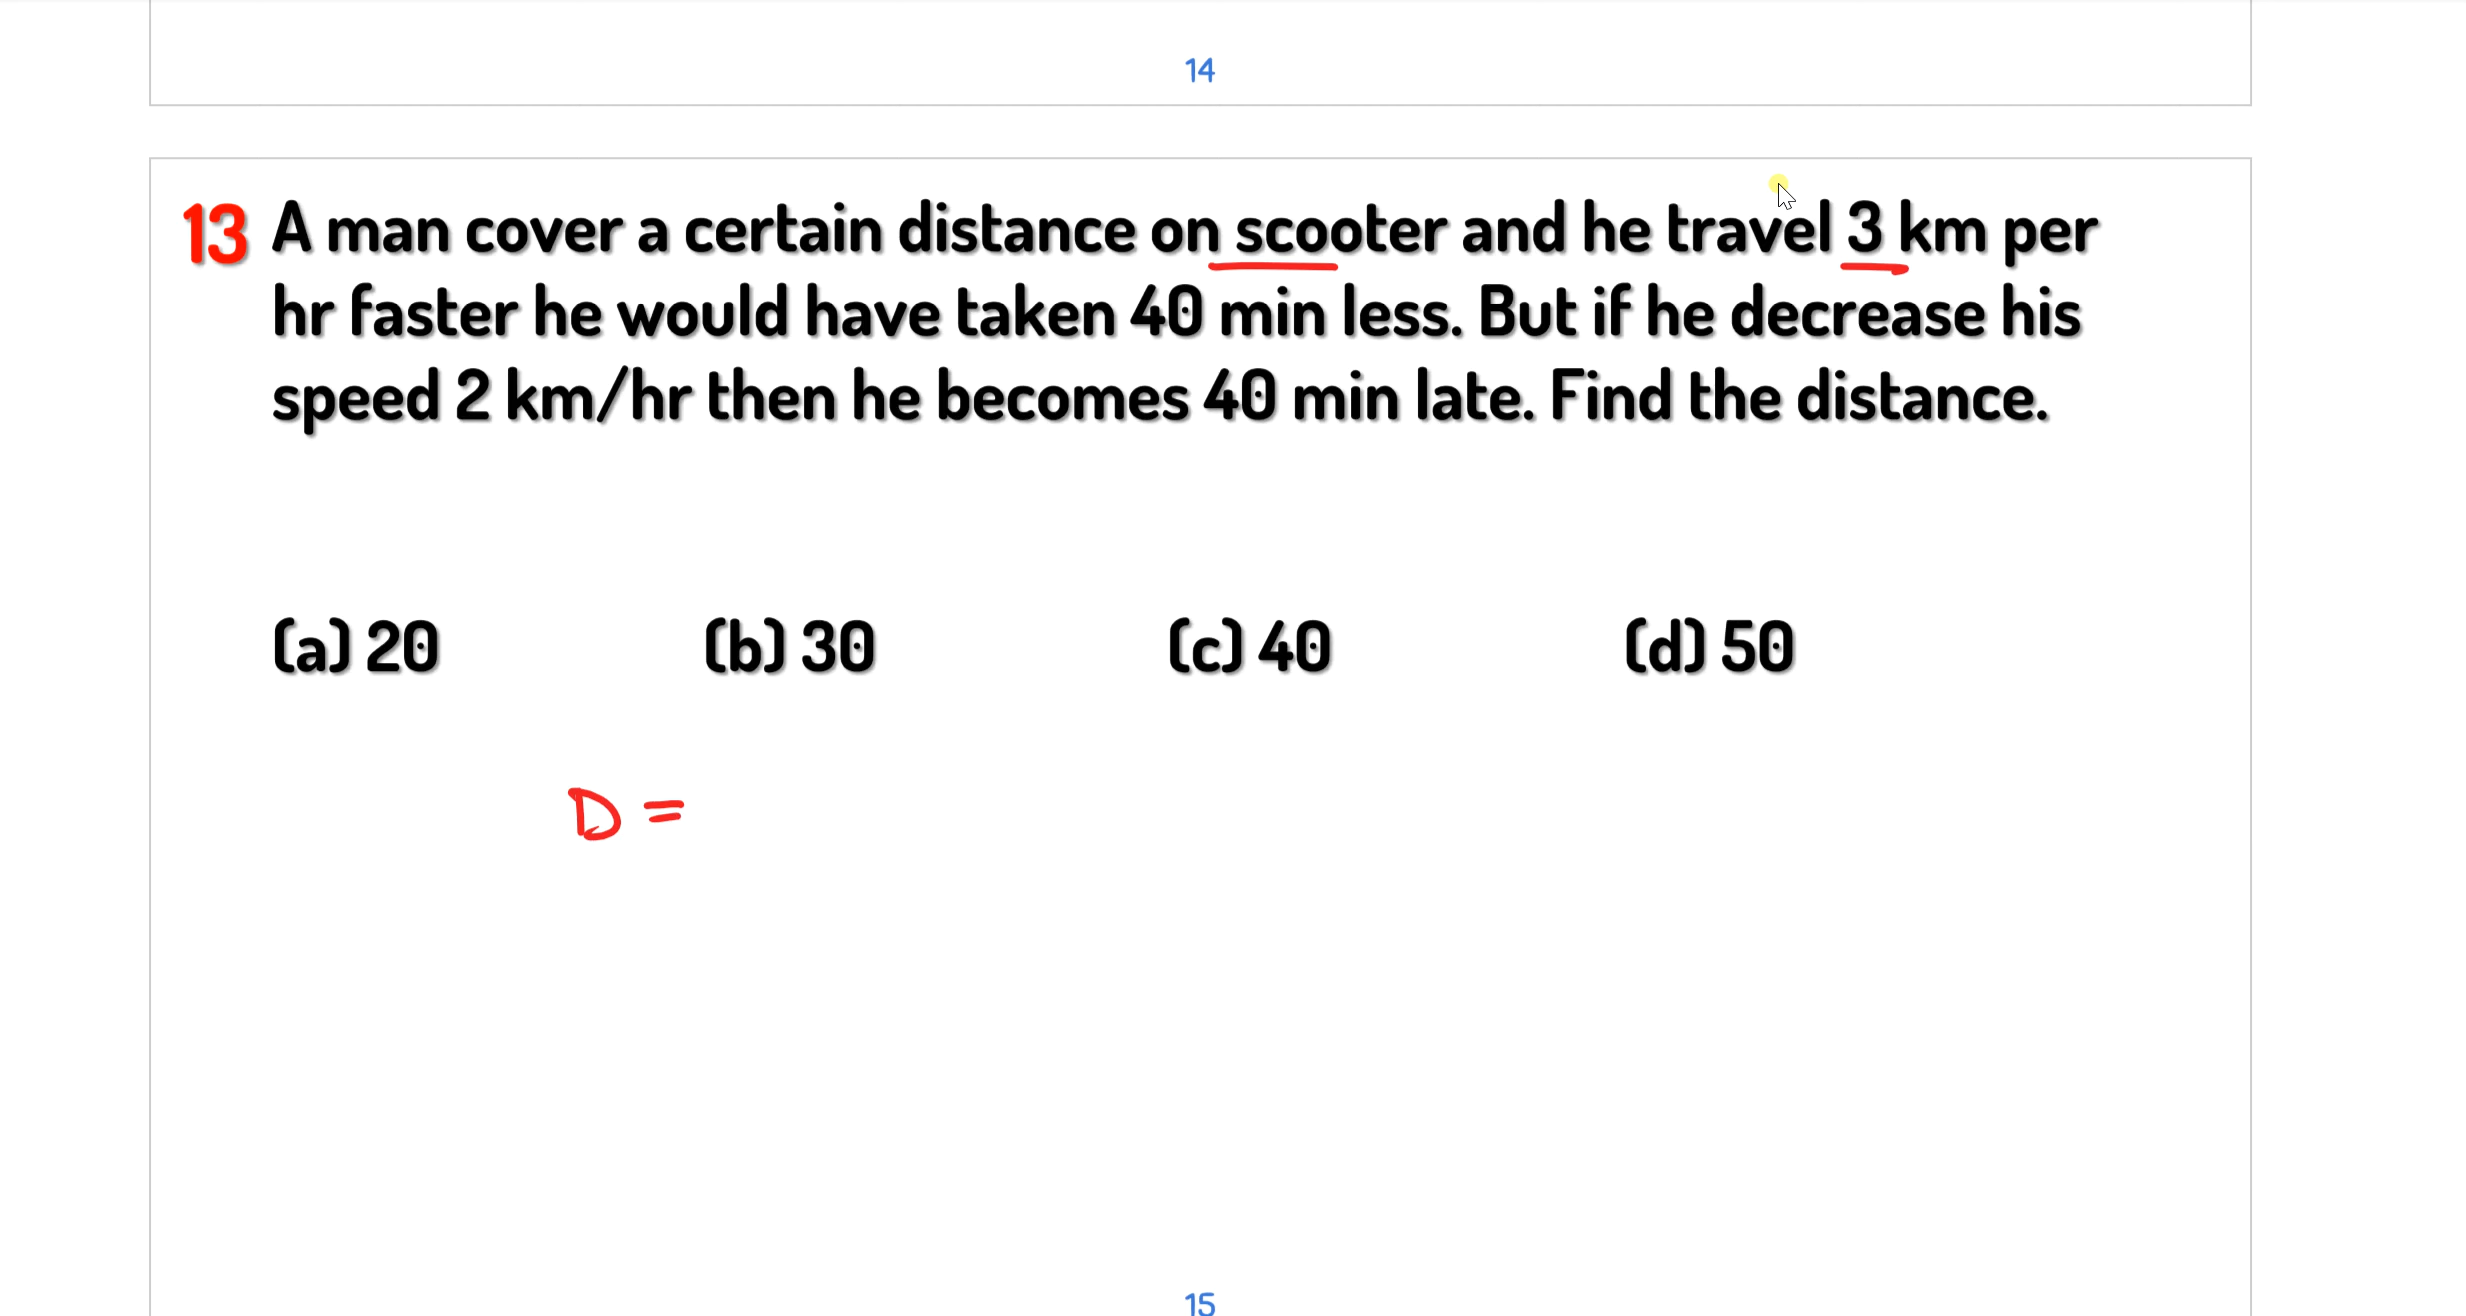 14
13 A man cover a certain distance on scooter and he travel 3 km per
hr faster he would have taken 40 min less. But if he decrease his
speed 2 km/hr then he becomes 40 min late. Find the distance.
(a) 20 (b) 30 (c) 40 (d) 50
D =
15